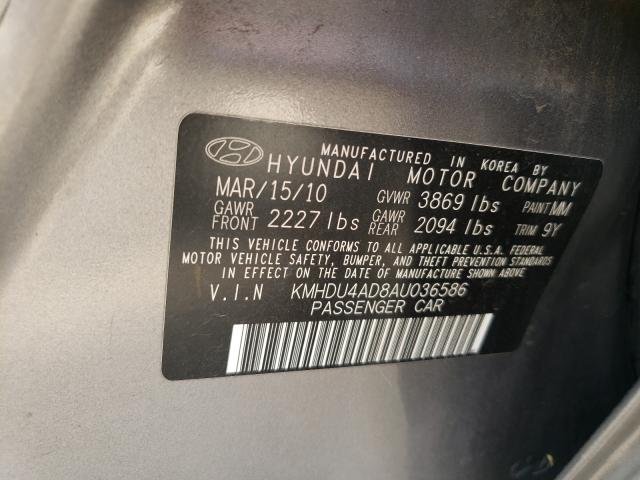 MANUFACTURED IN KOREA BY
HYUNDAI MOTOR COMPANY
MAR/15/10 GVWR 3869 lbs PAINT MM
GAWR FRONT 2227 lbs GAWR REAR 2094 lbs TRIM 9Y
THIS VEHICLE CONFORMS TO ALL APPLICABLE U.S.A. FEDERAL
MOTOR VEHICLE SAFETY, BUMPER, AND THEFT PREVENTION STANDARDS
IN EFFECT ON THE DATE OF MANUFACTURE SHOWN ABOVE
V.I.N KMHDU4AD8AU036586
PASSENGER CAR